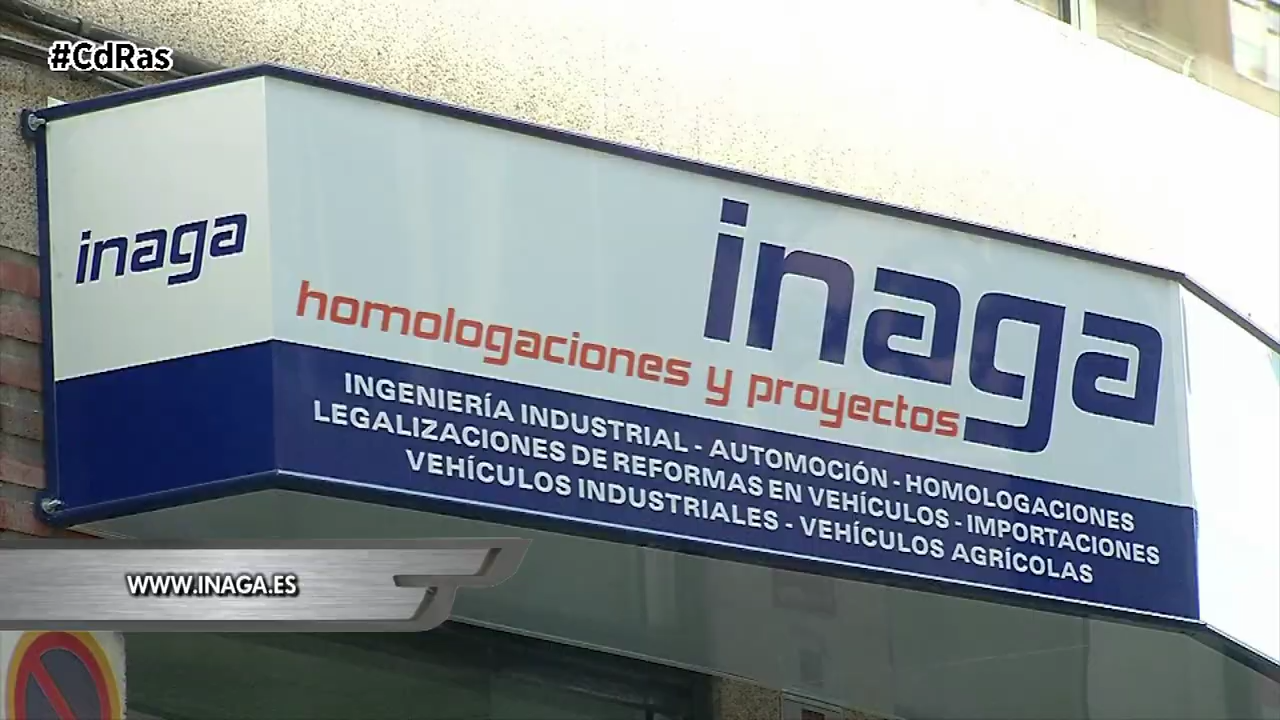 #CdRas
inaga
inaga
homologaciones y proyectos
INGENIERÍA INDUSTRIAL - AUTOMOCIÓN - HOMOLOGACIONES
LEGALIZACIONES DE REFORMAS EN VEHÍCULOS - IMPORTACIONES
VEHÍCULOS INDUSTRIALES - VEHÍCULOS AGRÍCOLAS
WWW.INAGA.ES